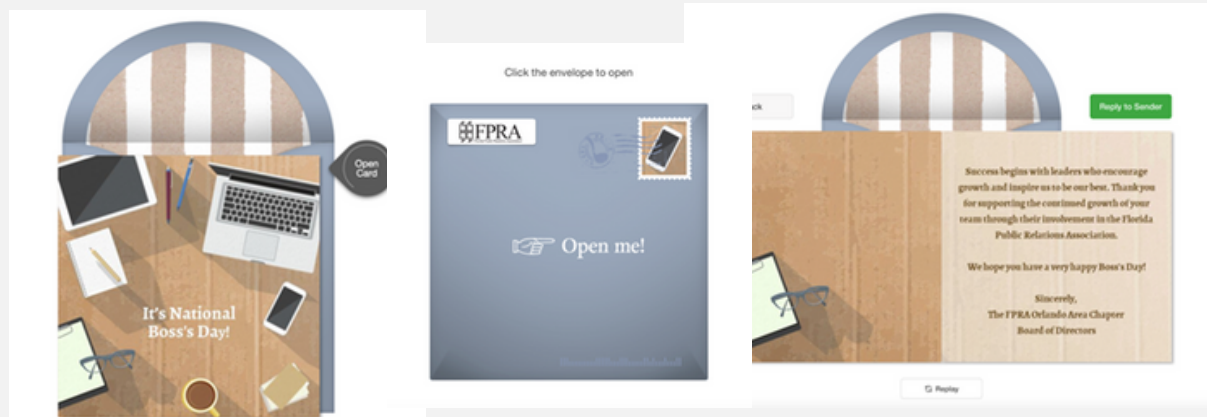 Open
Card
It's National
Boss's Day!
Click the envelope to open
FPRA
Open me!
ck
Reply to Sender
Success begins with leaders who encourage
growth and inspire us to be our best. Thank you
for supporting the continued growth of your
team through their involvement in the Florida
Public Relations Association.
We hope you have a very happy Boss's Day!
Sincerely,
The FPRA Orlando Area Chapter
Board of Directors
Replay